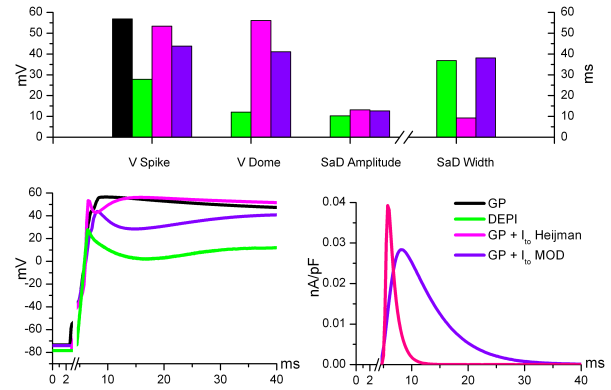 60 60
50 50
40 40
30 30
20 20
10 10
0 0
mV
ms
V Spike V Dome SaD Amplitude SaD Width
60
40
20
0
-20
-40
-60
-80
mV
0 2 10 20 30 40 ms
0.04
0.03
0.02
0.01
0.00
nA/pF
0 2 4 10 20 30 40 ms
GP
DEPI
GP + Ito Heijman
GP + Ito MOD